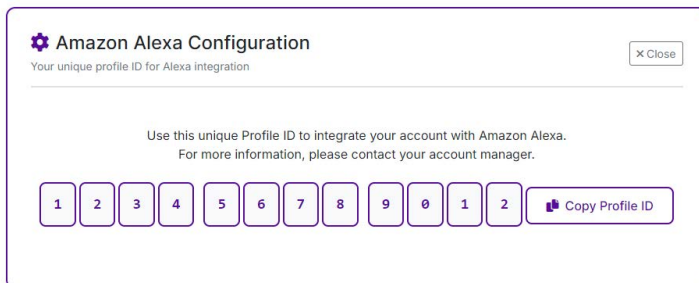 Amazon Alexa Configuration
Your unique profile ID for Alexa integration
× Close
Use this unique Profile ID to integrate your account with Amazon Alexa.
For more information, please contact your account manager.
1 2 3 4 5 6 7 8 9 0 1 2 Copy Profile ID